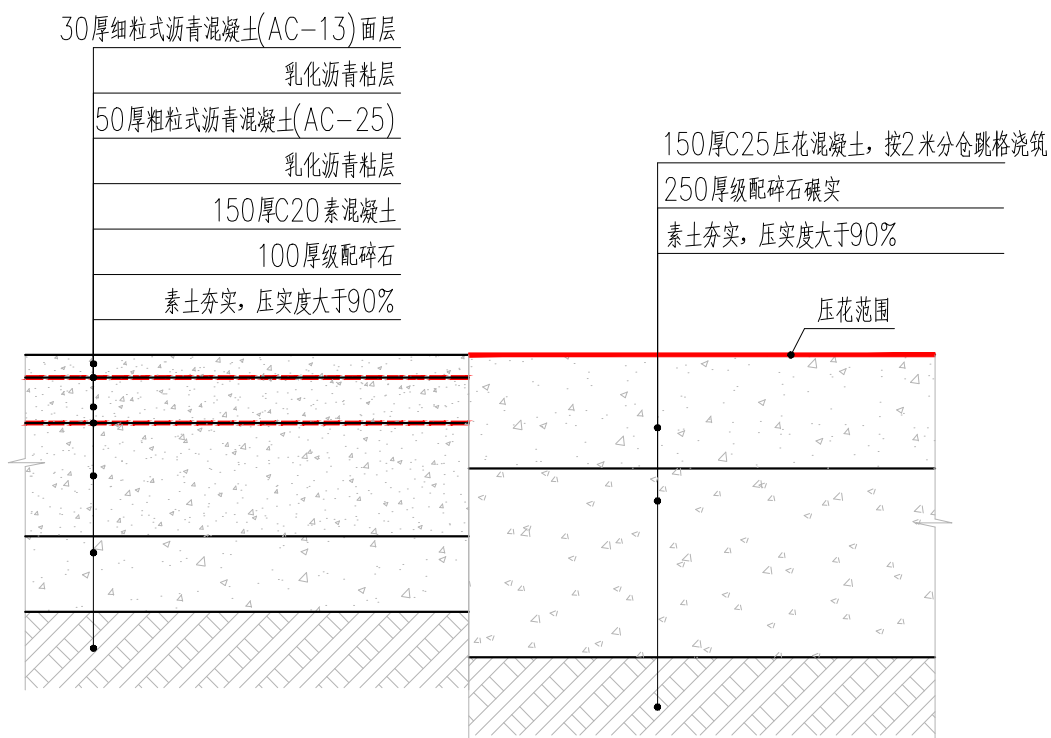 30厚细粒式沥青混凝土(AC-13)面层
乳化沥青粘层
50厚粗粒式沥青混凝土(AC-25)
乳化沥青粘层
150厚C20素混凝土
100厚级配碎石
素土夯实，压实度大于90%
150厚C25压花混凝土，按2米分仓跳格浇筑
250厚级配碎石碾实
素土夯实，压实度大于90%
压花范围